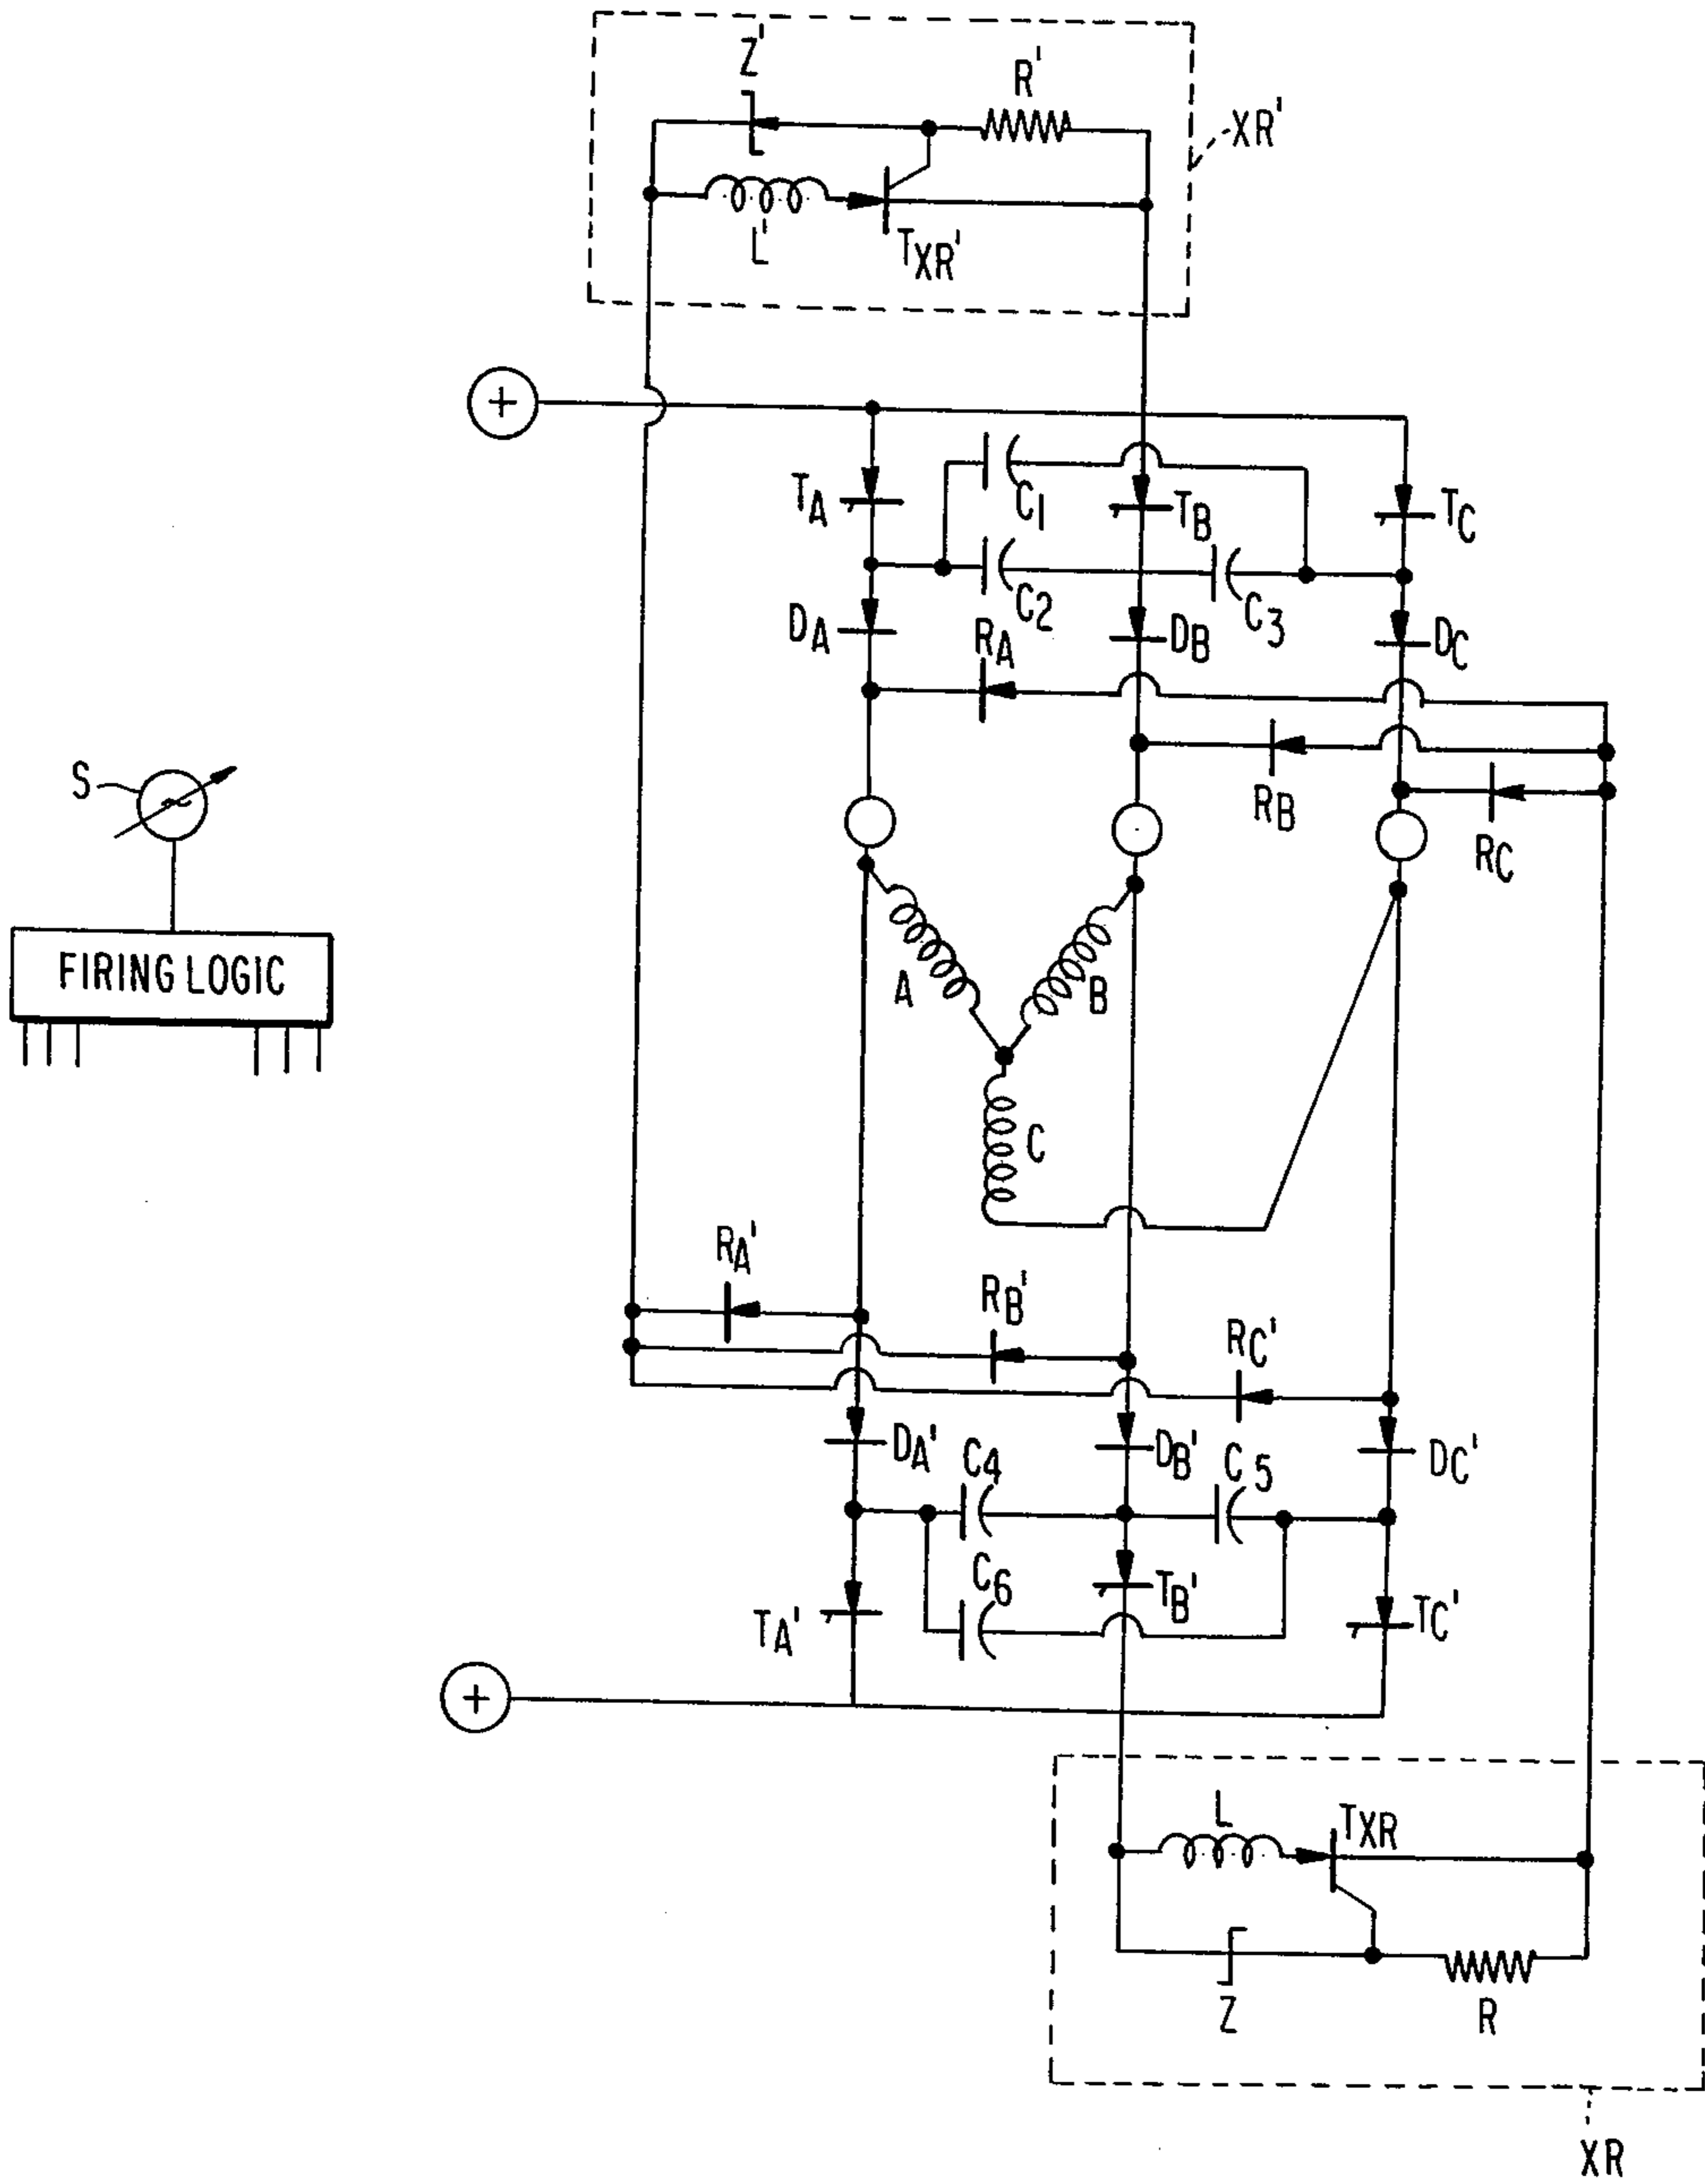 Z'
R'
XR'
L'
TXR'
+
TA
C1
TB
TC
C2
C3
DA
RA
DB
DC
S
~
RB
RC
FIRING LOGIC
A
B
C
RA'
RB'
RC'
DA'
C4
DB'
C5
DC'
C6
TA'
TB'
TC'
+
L
TXR
Z
R
XR